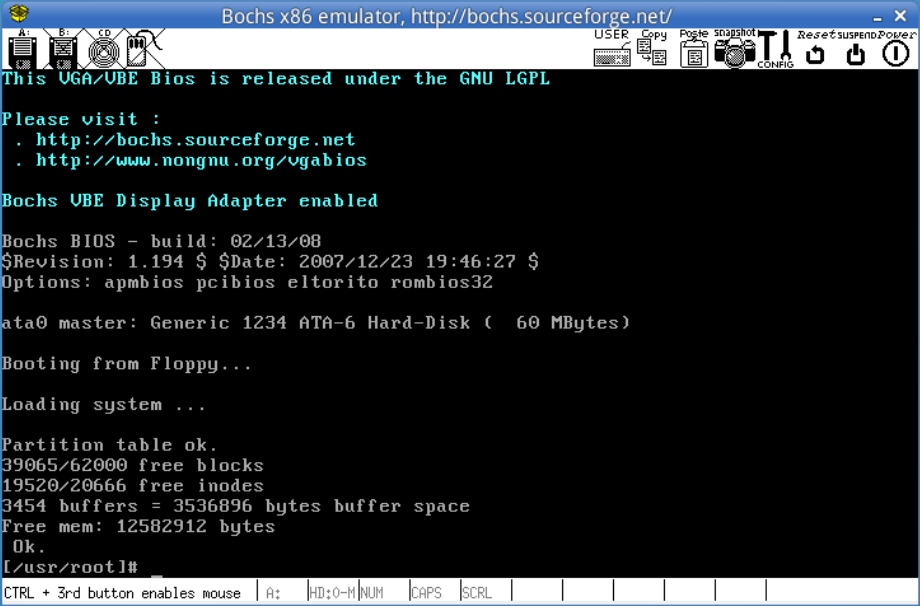 Bochs x86 emulator, http://bochs.sourceforge.net/
A: B: CD USER Copy Paste snapshot CONFIG Reset SUSPEND Power
This VGA/VBE Bios is released under the GNU LGPL
Please visit :
. http://bochs.sourceforge.net
. http://www.nongnu.org/vgabios
Bochs VBE Display Adapter enabled
Bochs BIOS - build: 02/13/08
$Revision: 1.194 $ $Date: 2007/12/23 19:46:27 $
Options: apmbios pcibios eltorito rombios32
ata0 master: Generic 1234 ATA-6 Hard-Disk (  60 MBytes)
Booting from Floppy...
Loading system ...
Partition table ok.
39065/62000 free blocks
19520/20666 free inodes
3454 buffers = 3536896 bytes buffer space
Free mem: 12582912 bytes
Ok.
[/usr/root]# _
CTRL + 3rd button enables mouse A: HD:0-M NUM CAPS SCRL